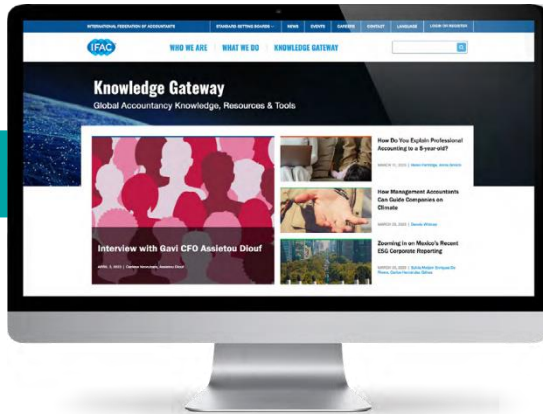 INTERNATIONAL FEDERATION OF ACCOUNTANTS
STANDARD-SETTING BOARDS
NEWS
EVENTS
CAREERS
CONTACT
LANGUAGE
LOGIN OR REGISTER
IFAC
WHO WE ARE
WHAT WE DO
KNOWLEDGE GATEWAY
Knowledge Gateway
Global Accountancy Knowledge, Resources & Tools
Interview with Gavi CFO Assietou Diouf
How Do You Explain Professional
Accounting to a 8-year-old?
How Management Accountants
Can Guide Companies on
Climate
Zooming in on Mexico's Recent
ESG Corporate Reporting